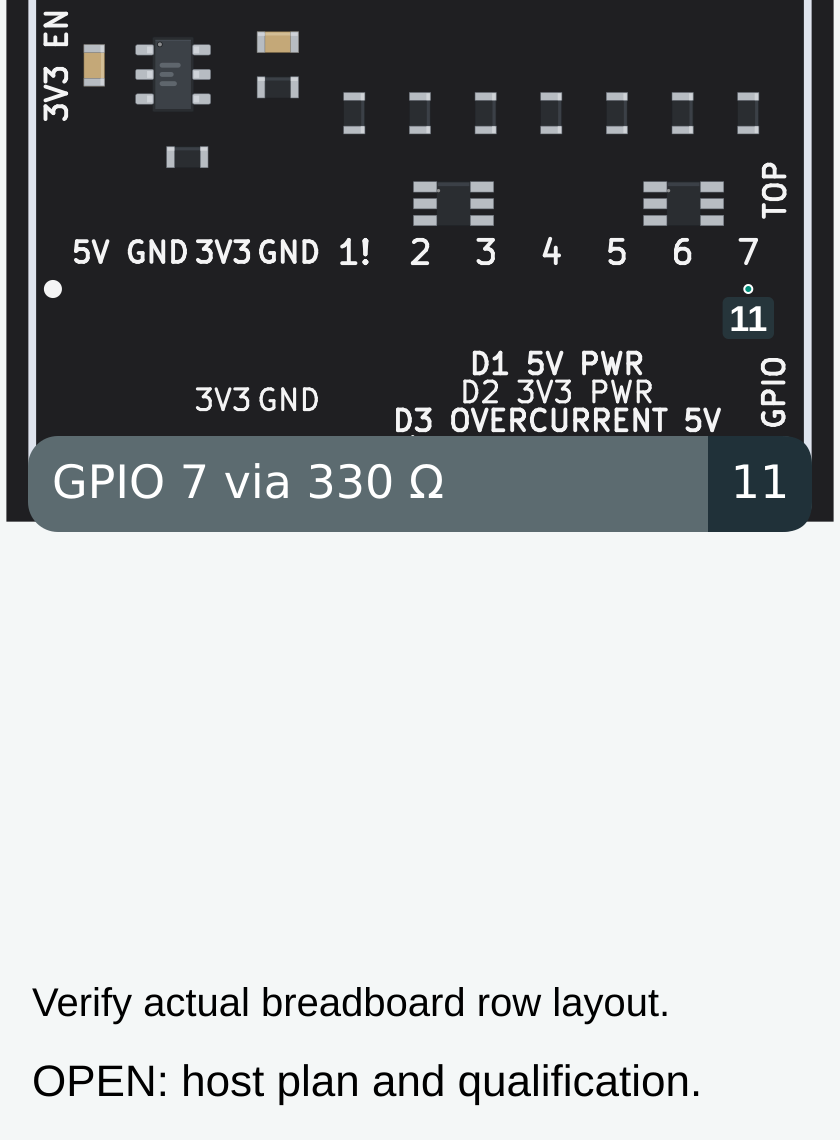 3V3 EN
TOP
5V GND 3V3 GND 1! 2 3 4 5 6 7
11
D1 5V PWR
3V3 GND
D2 3V3 PWR
D3 OVERCURRENT 5V
GPIO
GPIO 7 via 330 Ω 11
Verify actual breadboard row layout.
OPEN: host plan and qualification.